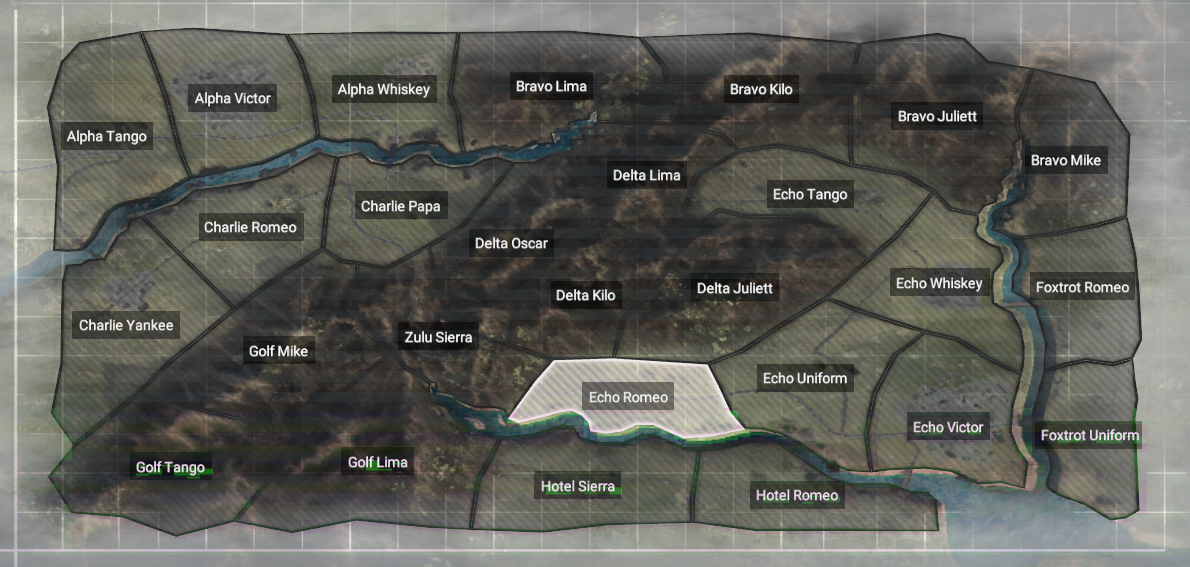 Alpha Victor
Alpha Whiskey
Bravo Lima
Bravo Kilo
Bravo Juliett
Alpha Tango
Bravo Mike
Delta Lima
Echo Tango
Charlie Papa
Charlie Romeo
Delta Oscar
Echo Whiskey
Foxtrot Romeo
Delta Juliett
Delta Kilo
Charlie Yankee
Zulu Sierra
Golf Mike
Echo Uniform
Echo Romeo
Echo Victor
Foxtrot Uniform
Golf Tango
Golf Lima
Hotel Sierra
Hotel Romeo